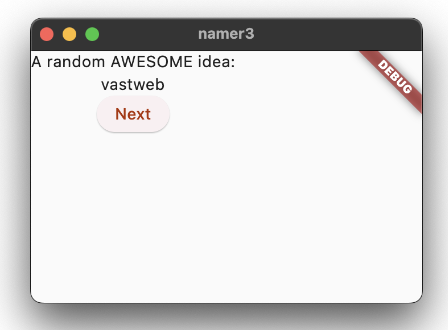 namer3
A random AWESOME idea:
DEBUG
vastweb
Next